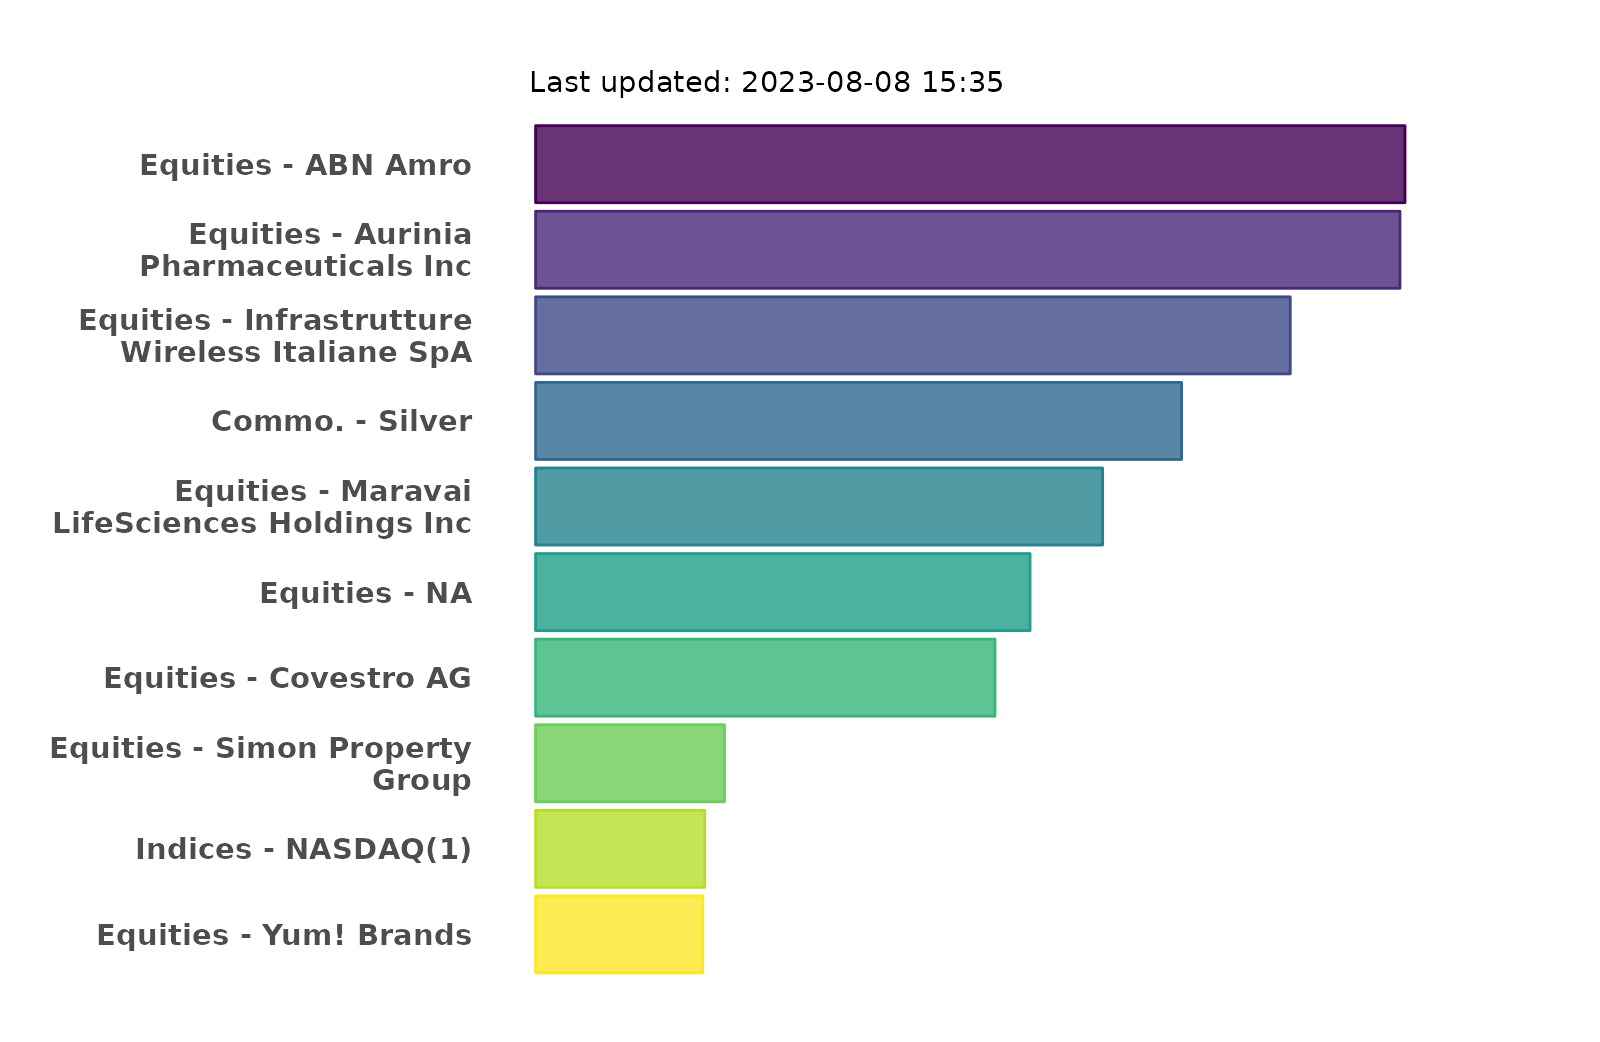 Last updated: 2023-08-08 15:35
Equities - ABN Amro
Equities - Aurinia
Pharmaceuticals Inc
Equities - Infrastrutture
Wireless Italiane SpA
Commo. - Silver
Equities - Maravai
LifeSciences Holdings Inc
Equities - NA
Equities - Covestro AG
Equities - Simon Property
Group
Indices - NASDAQ(1)
Equities - Yum! Brands